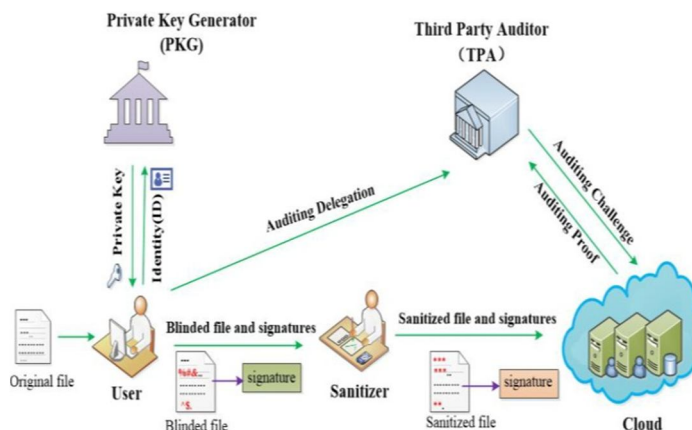 Private Key Generator
(PKG)
Third Party Auditor
(TPA)
Private Key
Identity(ID)
Auditing Delegation
Auditing Challenge
Auditing Proof
Blinded file and signatures
Sanitized file and signatures
Original file
User
signature
Blinded file
Sanitizer
signature
Sanitized file
Cloud